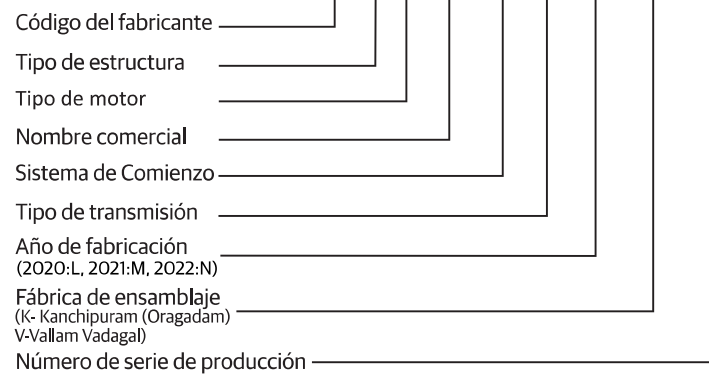 Código del fabricante
Tipo de estructura
Tipo de motor
Nombre comercial
Sistema de Comienzo
Tipo de transmisión
Año de fabricación
(2020:L, 2021:M, 2022:N)
Fábrica de ensamblaje
(K- Kanchipuram (Oragadam)
V-Vallam Vadagal)
Número de serie de producción